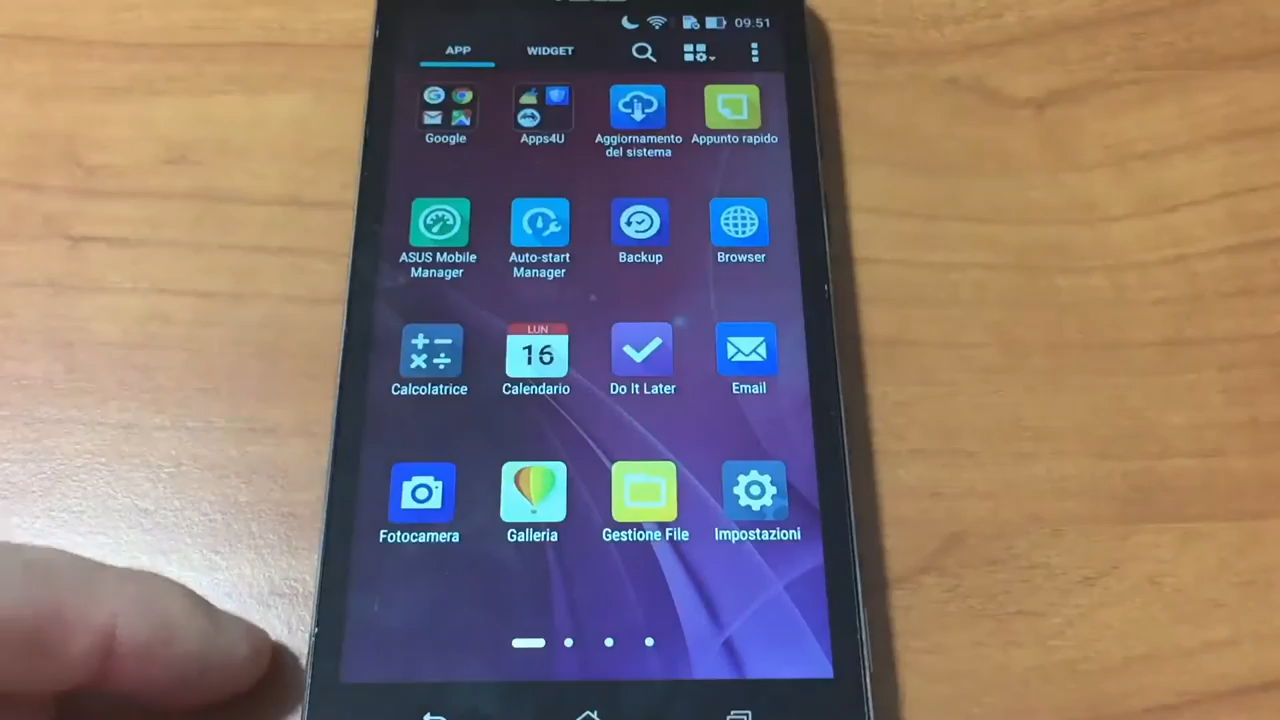 09:51
APP WIDGET
Google Apps4U Aggiornamento del sistema Appunto rapido
ASUS Mobile Manager Auto-start Manager Backup Browser
LUN
16
Calcolatrice Calendario Do It Later Email
Fotocamera Galleria Gestione File Impostazioni